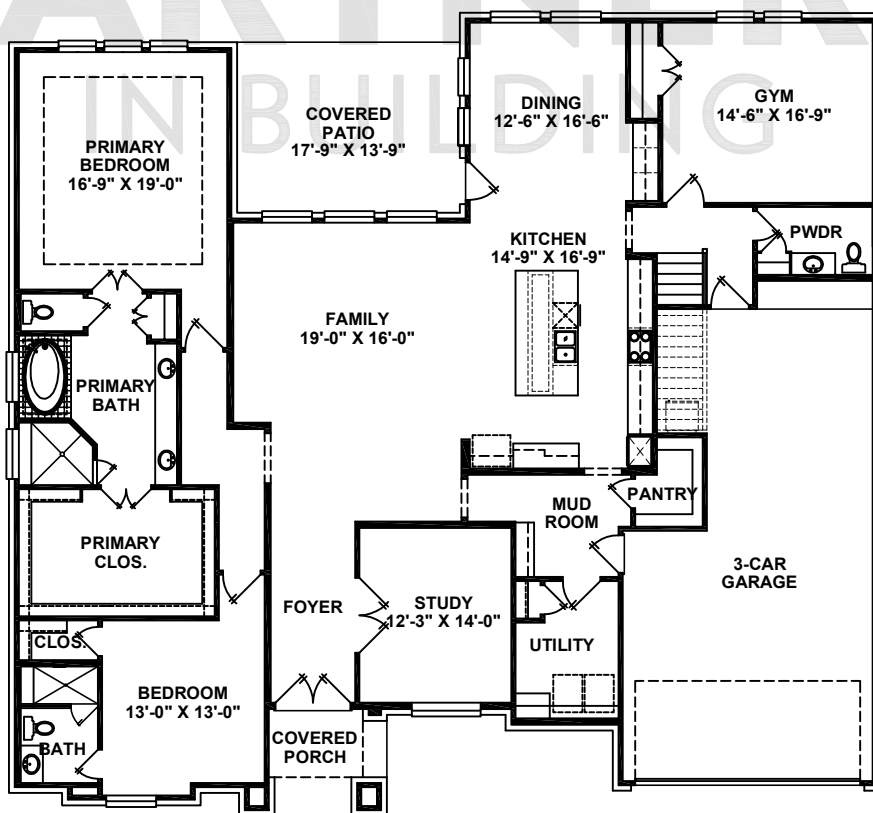 ARTNER
IN BUILDING
PRIMARY
BEDROOM
16'-9" X 19'-0"
COVERED
PATIO
17'-9" X 13'-9"
DINING
12'-6" X 16'-6"
GYM
14'-6" X 16'-9"
PWDR
KITCHEN
14'-9" X 16'-9"
FAMILY
19'-0" X 16'-0"
PRIMARY
BATH
PRIMARY
CLOS.
MUD
ROOM
PANTRY
3-CAR
GARAGE
FOYER
STUDY
12'-3" X 14'-0"
UTILITY
CLOS.
BEDROOM
13'-0" X 13'-0"
BATH
COVERED
PORCH